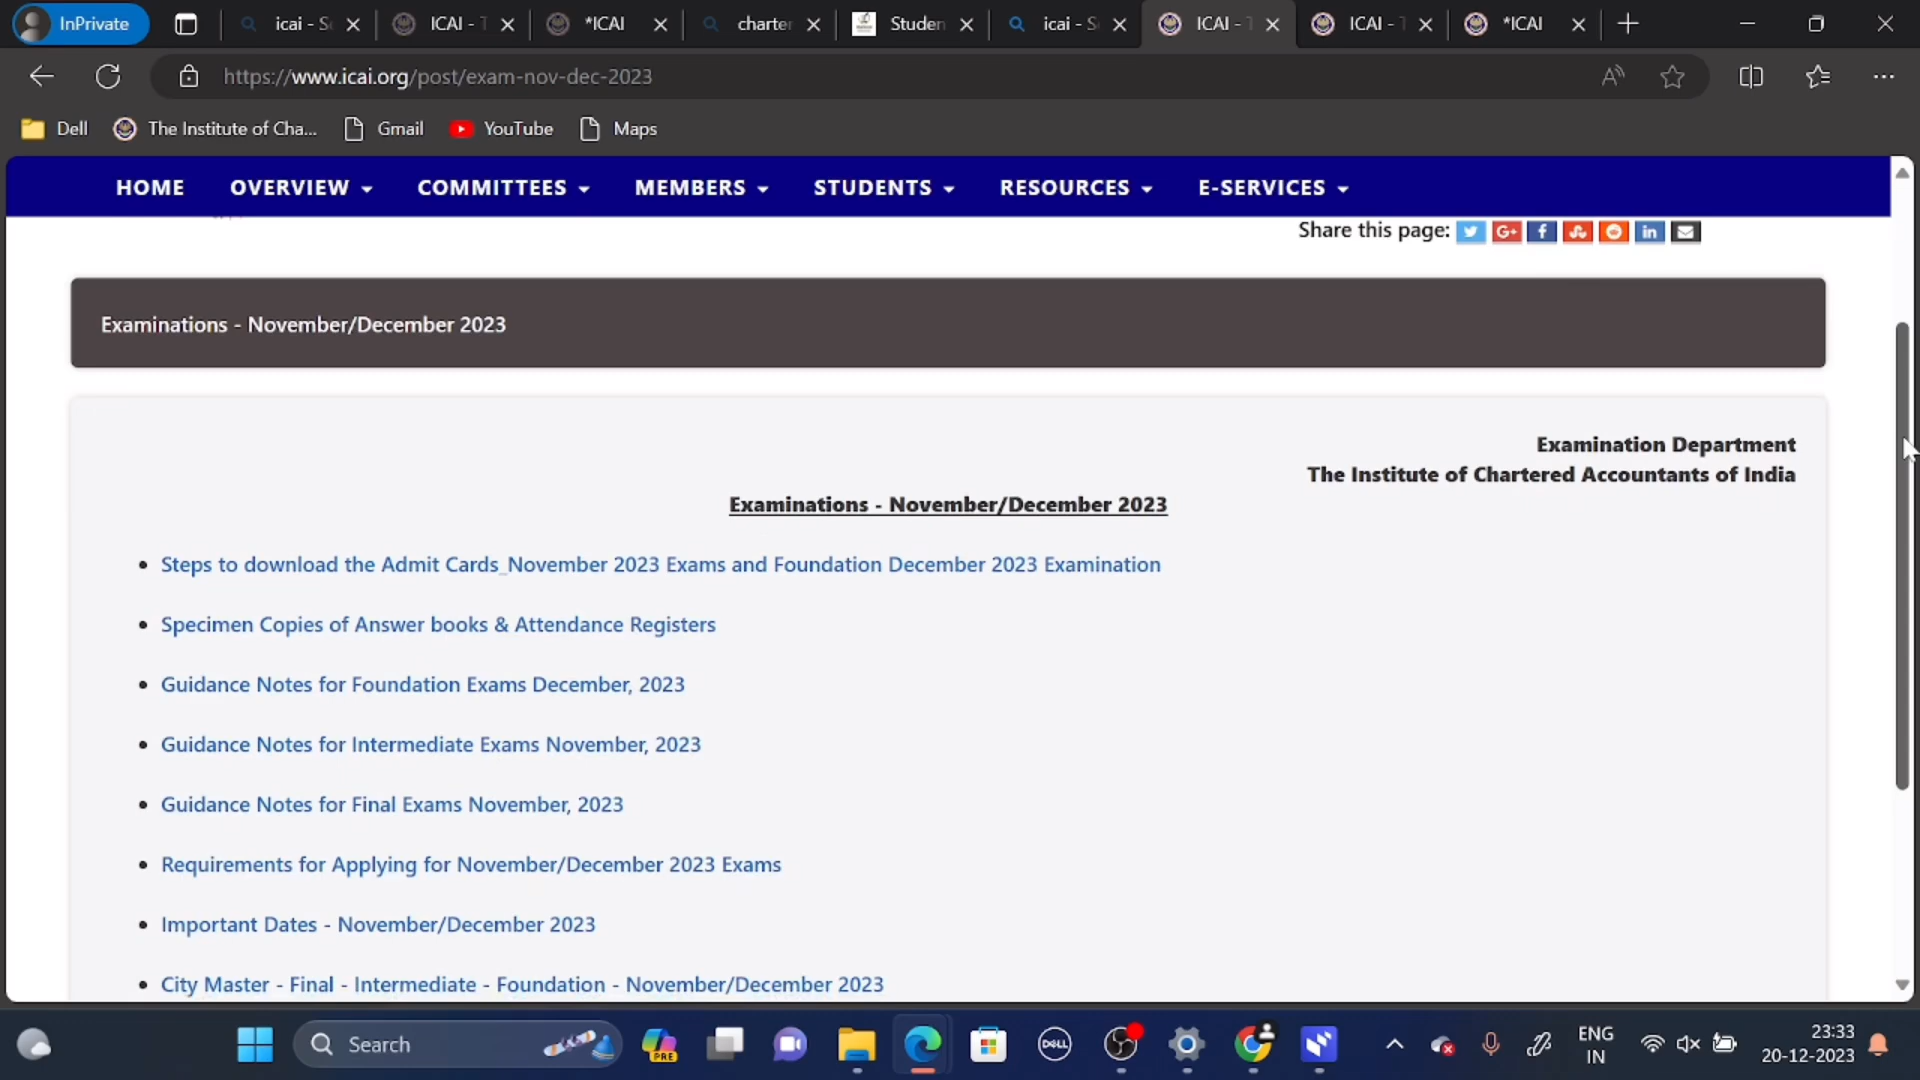 InPrivate
icai - S
ICAI - T
*ICAI
charter
Studen
icai - S
ICAI - T
ICAI - T
*ICAI
https://www.icai.org/post/exam-nov-dec-2023
Dell
The Institute of Cha...
Gmail
YouTube
Maps
HOME
OVERVIEW
COMMITTEES
MEMBERS
STUDENTS
RESOURCES
E-SERVICES
Share this page:
Examinations - November/December 2023
Examination Department
The Institute of Chartered Accountants of India
Examinations - November/December 2023
Steps to download the Admit Cards_November 2023 Exams and Foundation December 2023 Examination
Specimen Copies of Answer books & Attendance Registers
Guidance Notes for Foundation Exams December, 2023
Guidance Notes for Intermediate Exams November, 2023
Guidance Notes for Final Exams November, 2023
Requirements for Applying for November/December 2023 Exams
Important Dates - November/December 2023
City Master - Final - Intermediate - Foundation - November/December 2023
Search
PRE
DELL
ENG
IN
23:33
20-12-2023